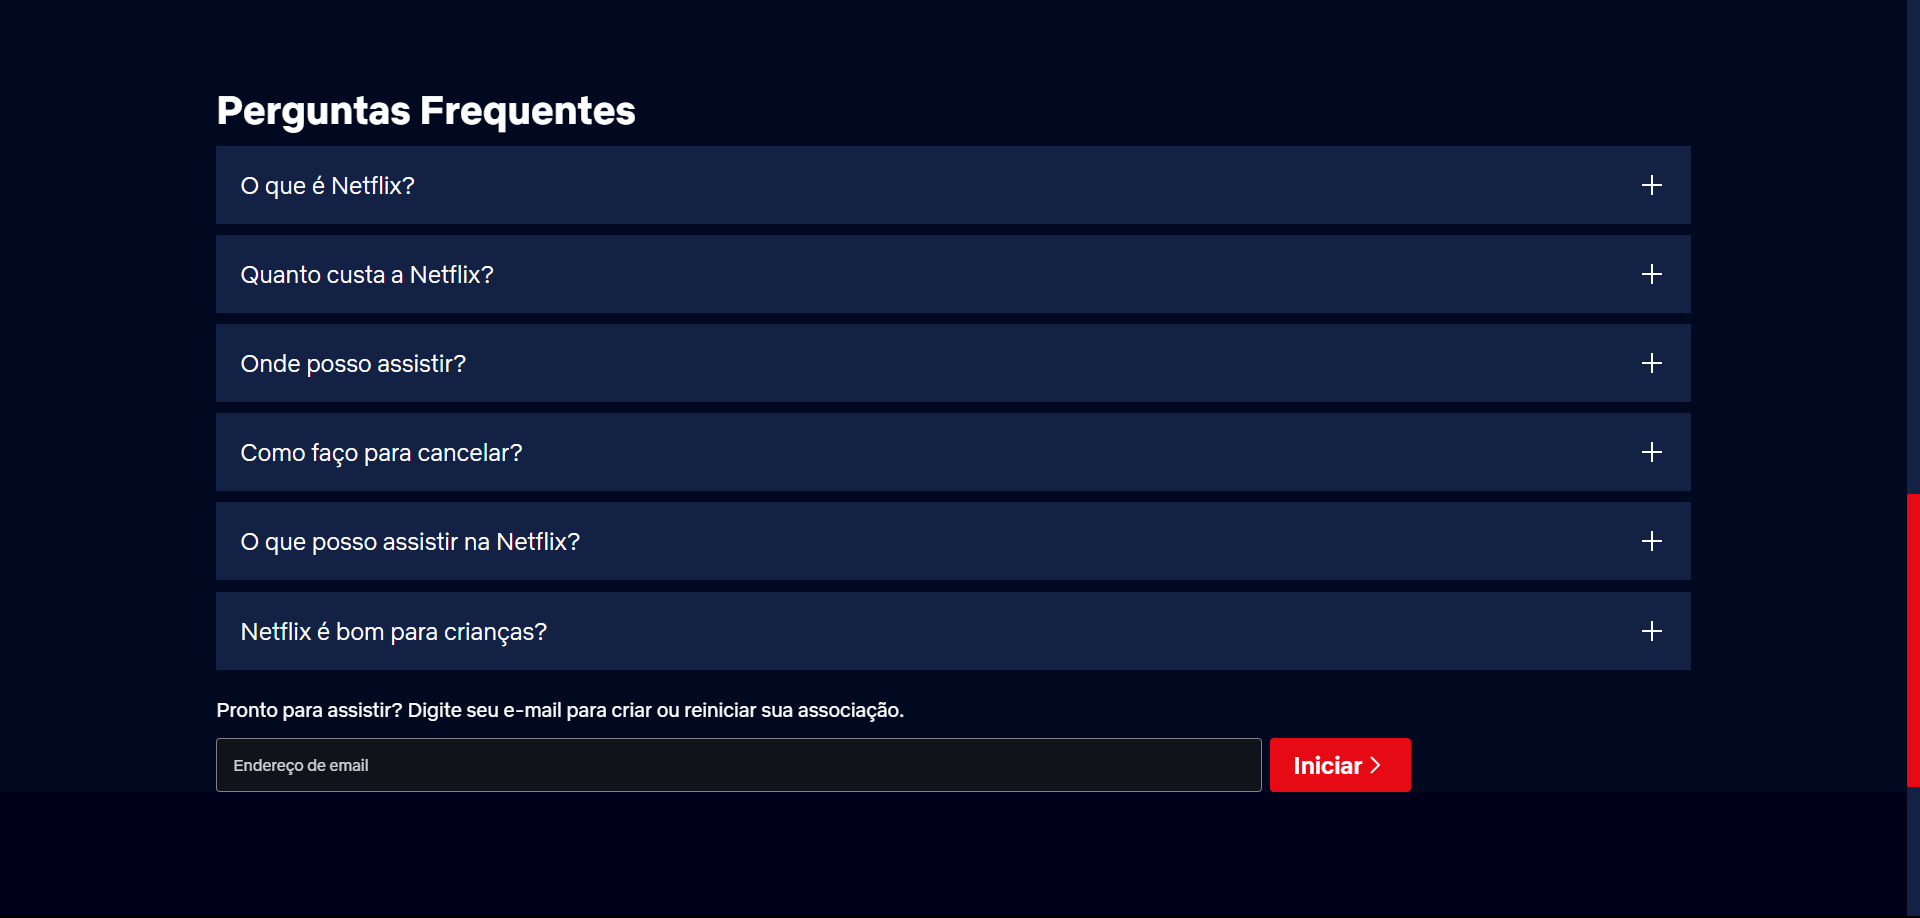 Perguntas Frequentes
O que é Netflix?
Quanto custa a Netflix?
Onde posso assistir?
Como faço para cancelar?
O que posso assistir na Netflix?
Netflix é bom para crianças?
Pronto para assistir? Digite seu e-mail para criar ou reiniciar sua associação.
Endereço de email
Iniciar